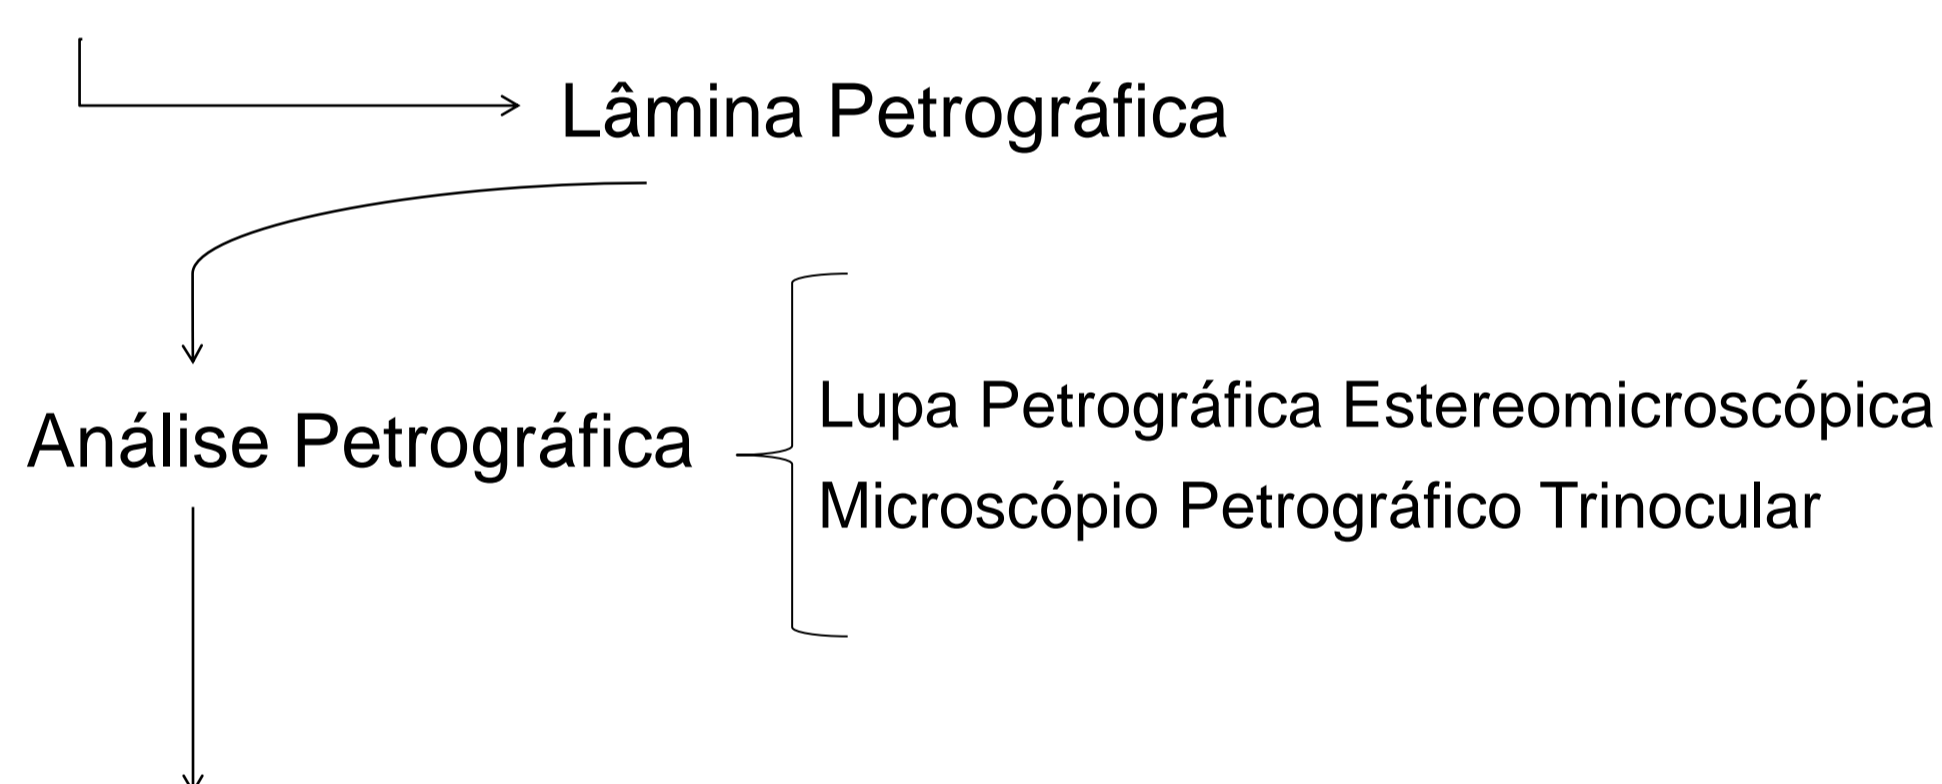 Lâmina Petrográfica
Análise Petrográfica
Lupa Petrográfica Estereomicroscópica
Microscópio Petrográfico Trinocular